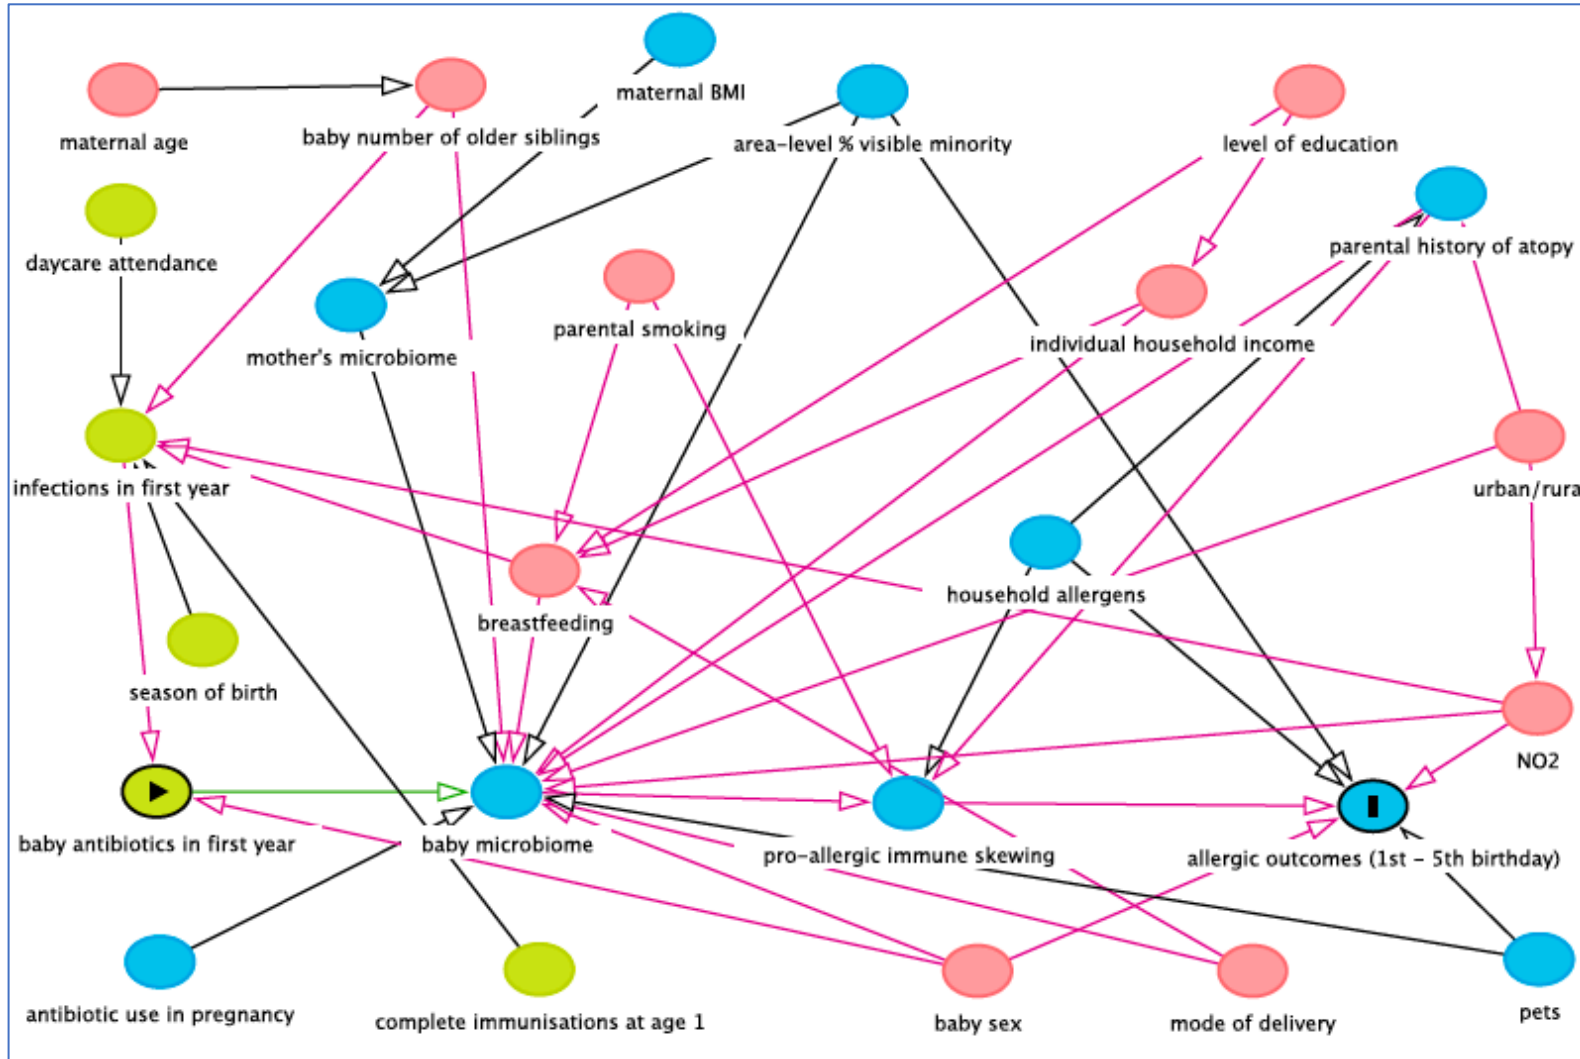 maternal BMI
maternal age
baby number of older siblings
area-level % visible minority
level of education
daycare attendance
parental history of atopy
parental smoking
individual household income
mother's microbiome
infections in first year
urban/rura
household allergens
breastfeeding
season of birth
NO2
baby antibiotics in first year
baby microbiome
pro-allergic immune skewing
allergic outcomes (1st - 5th birthday)
antibiotic use in pregnancy
complete immunisations at age 1
baby sex
mode of delivery
pets